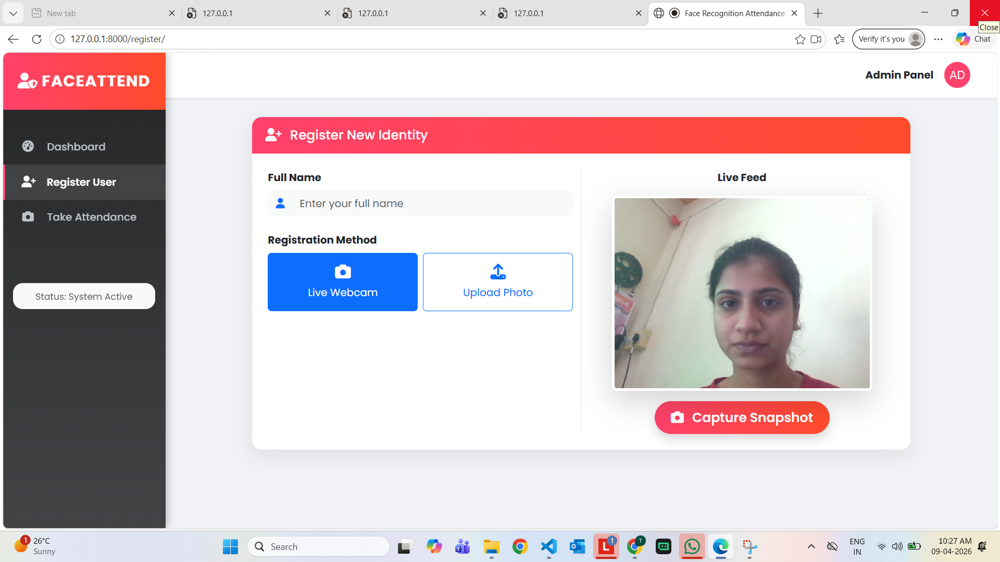 New tab
127.0.0.1
127.0.0.1
127.0.0.1
Face Recognition Attendance
Close
127.0.0.1:8000/register/
Verify it's you
Chat
FACEATTEND
Admin Panel
AD
Dashboard
Register User
Take Attendance
Status: System Active
Register New Identity
Full Name
Enter your full name
Registration Method
Live Webcam
Upload Photo
Live Feed
Capture Snapshot
1
26°C
Sunny
Search
T
L
1
T
ENG
IN
10:27 AM
09-04-2026